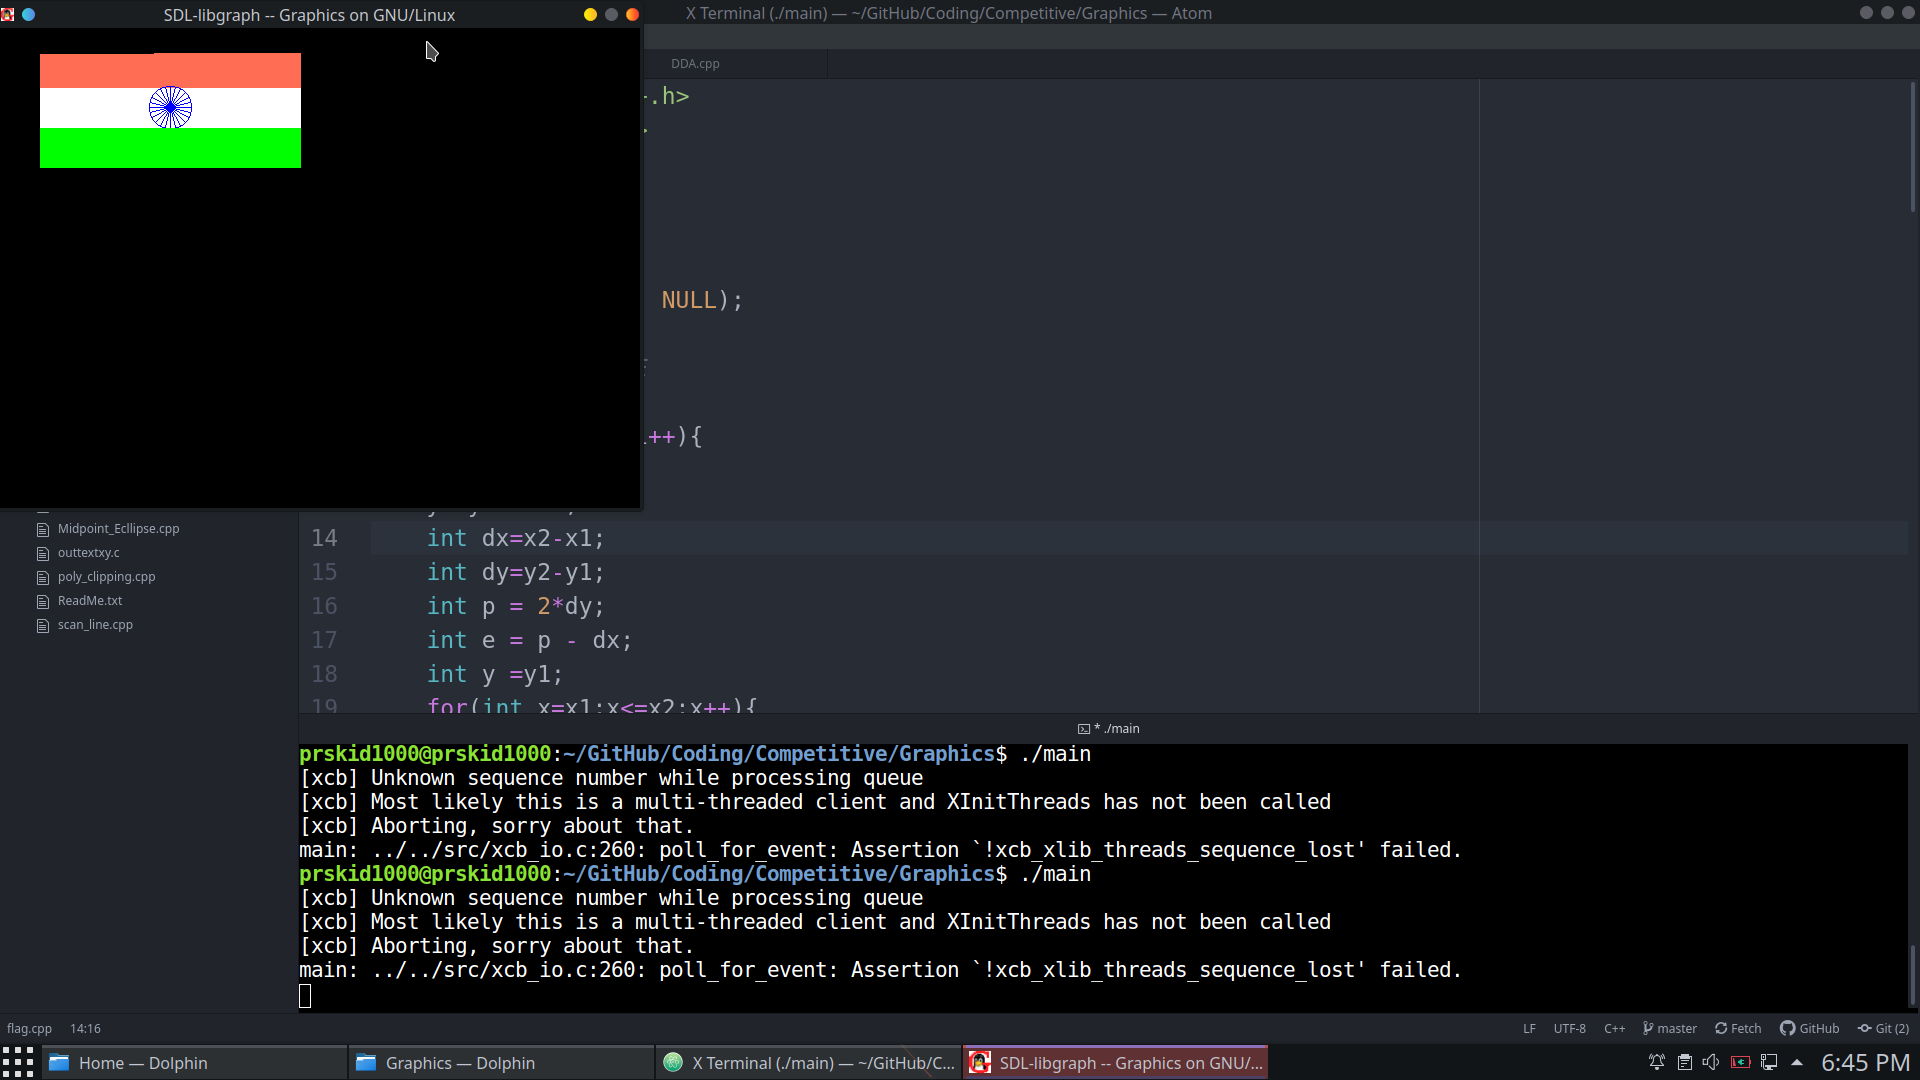 SDL-libgraph -- Graphics on GNU/Linux
X Terminal (./main) — ~/GitHub/Coding/Competitive/Graphics — Atom
DDA.cpp
.h>
>
NULL);
++){
Midpoint_Ecllipse.cpp
outtextxy.c
poly_clipping.cpp
ReadMe.txt
scan_line.cpp
14 int dx=x2-x1;
15 int dy=y2-y1;
16 int p = 2*dy;
17 int e = p - dx;
18 int y =y1;
19 for(int x=x1;x<=x2;x++){
* ./main
prskid1000@prskid1000:~/GitHub/Coding/Competitive/Graphics$ ./main
[xcb] Unknown sequence number while processing queue
[xcb] Most likely this is a multi-threaded client and XInitThreads has not been called
[xcb] Aborting, sorry about that.
main: ../../src/xcb_io.c:260: poll_for_event: Assertion `!xcb_xlib_threads_sequence_lost' failed.
prskid1000@prskid1000:~/GitHub/Coding/Competitive/Graphics$ ./main
[xcb] Unknown sequence number while processing queue
[xcb] Most likely this is a multi-threaded client and XInitThreads has not been called
[xcb] Aborting, sorry about that.
main: ../../src/xcb_io.c:260: poll_for_event: Assertion `!xcb_xlib_threads_sequence_lost' failed.
flag.cpp 14:16 LF UTF-8 C++ master Fetch GitHub Git (2)
Home — Dolphin Graphics — Dolphin X Terminal (./main) — ~/GitHub/C... SDL-libgraph -- Graphics on GNU/... 6:45 PM